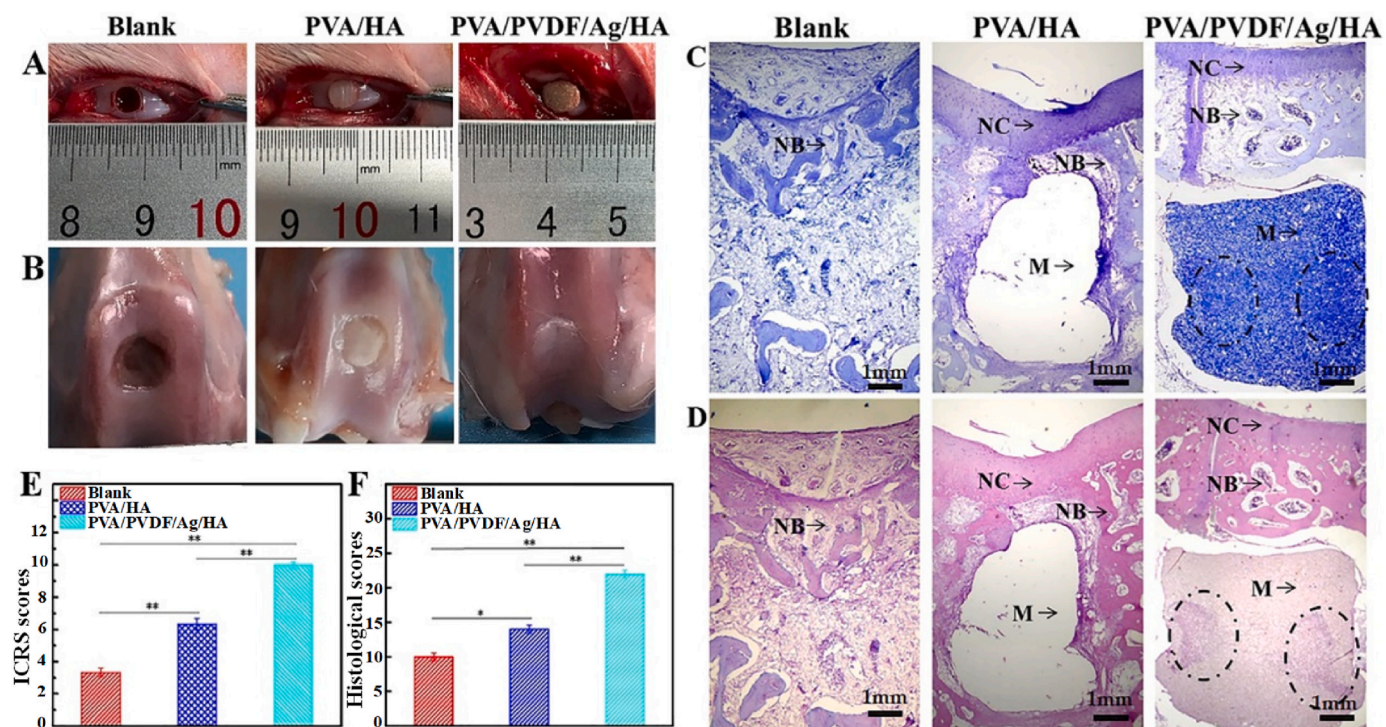 Blank PVA/HA PVA/PVDF/Ag/HA
A
mm mm
8 9 10 9 10 11 3 4 5
B
C
Blank PVA/HA PVA/PVDF/Ag/HA
NB→ NC→ NB→ M→ NC→ NB→ M→
1mm 1mm 1mm
D
NB→ NC→ NB→ M→ NC→ NB→ M→
1mm 1mm 1mm
E
Blank
PVA/HA
PVA/PVDF/Ag/HA
ICRS scores
12
10
8
6
4
2
0
** ** **
F
Blank
PVA/HA
PVA/PVDF/Ag/HA
Histological scores
30
25
20
15
10
5
0
** ** *